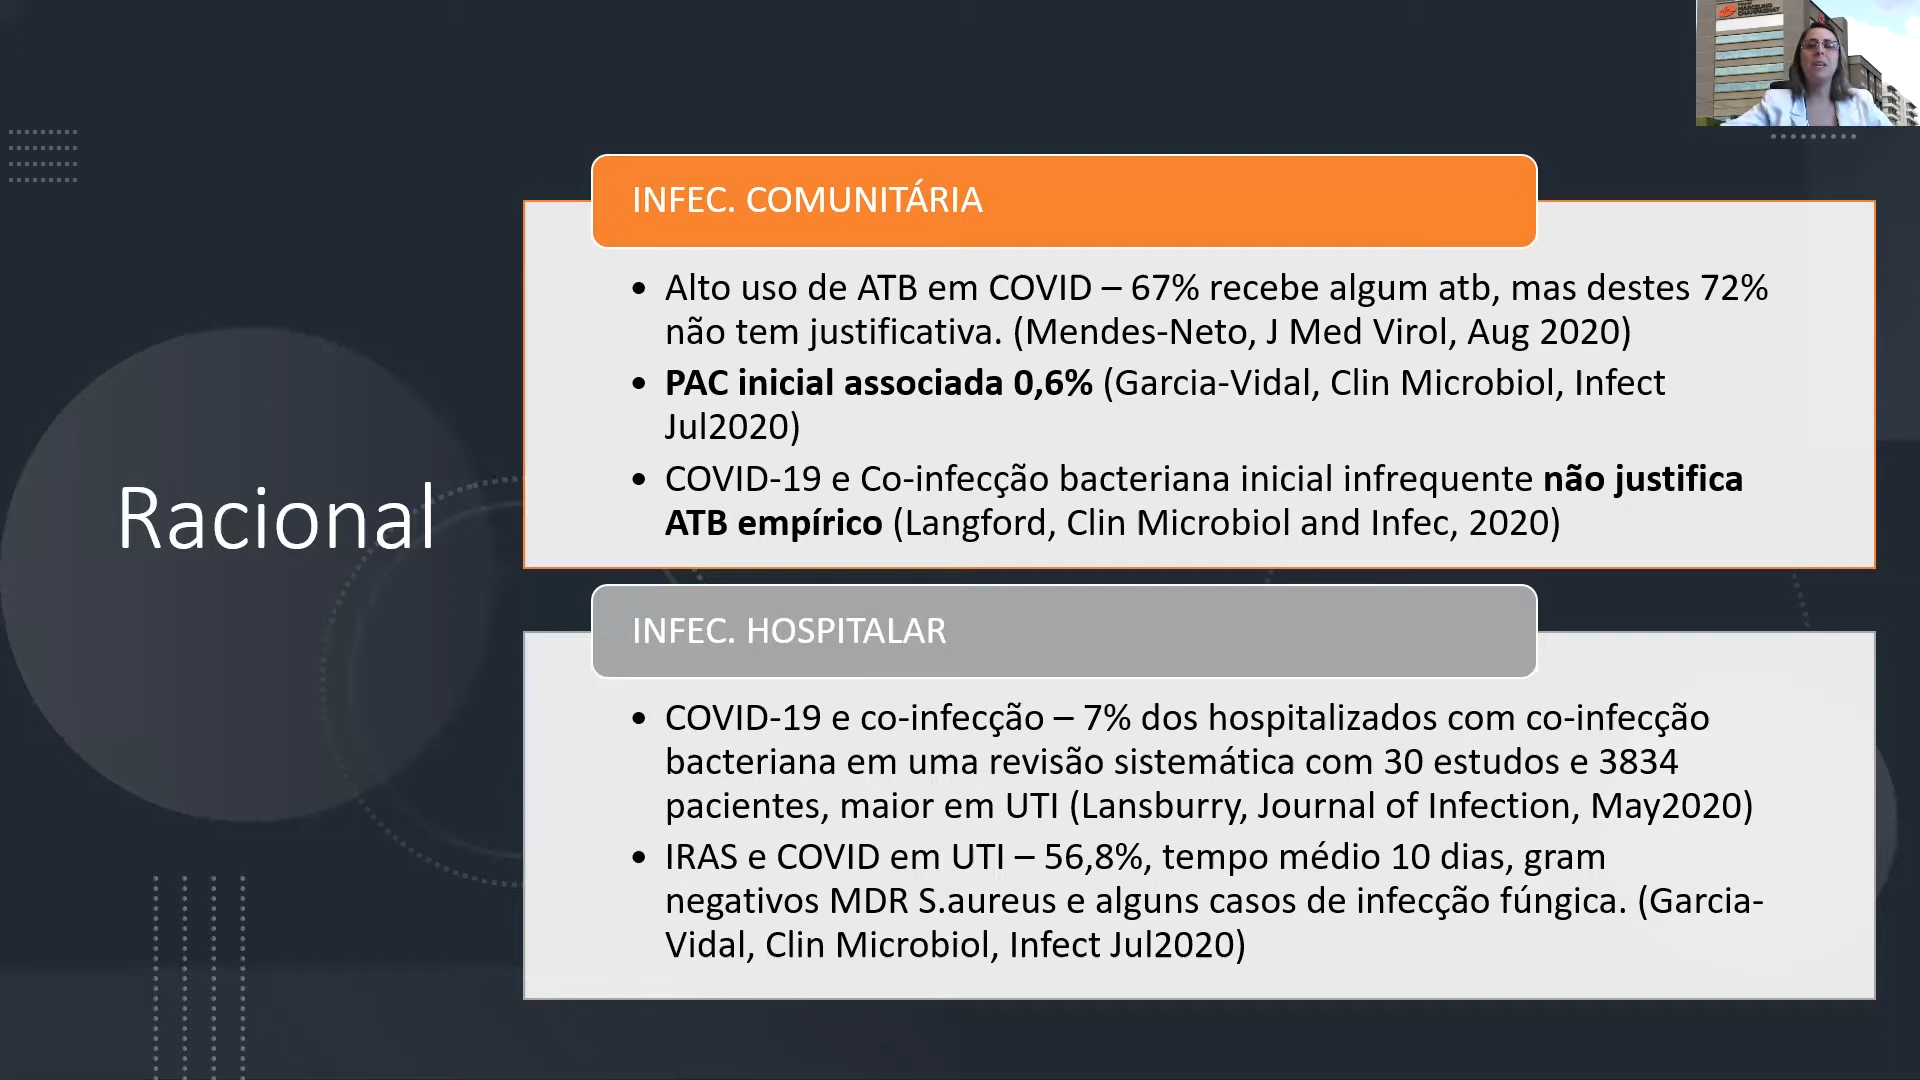 MARCELINO
CHAMPAGNAT
INFEC. COMUNITÁRIA
• Alto uso de ATB em COVID – 67% recebe algum atb, mas destes 72%
não tem justificativa. (Mendes-Neto, J Med Virol, Aug 2020)
• PAC inicial associada 0,6% (Garcia-Vidal, Clin Microbiol, Infect
Jul2020)
• COVID-19 e Co-infecção bacteriana inicial infrequente não justifica
ATB empírico (Langford, Clin Microbiol and Infec, 2020)
Racional
INFEC. HOSPITALAR
• COVID-19 e co-infecção – 7% dos hospitalizados com co-infecção
bacteriana em uma revisão sistemática com 30 estudos e 3834
pacientes, maior em UTI (Lansburry, Journal of Infection, May2020)
• IRAS e COVID em UTI – 56,8%, tempo médio 10 dias, gram
negativos MDR S.aureus e alguns casos de infecção fúngica. (Garcia-
Vidal, Clin Microbiol, Infect Jul2020)